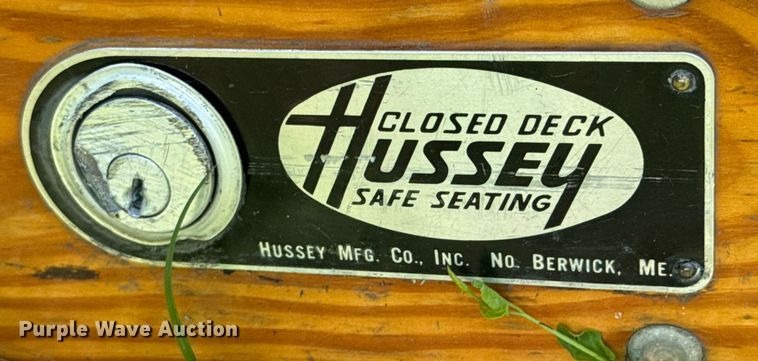 CLOSED DECK
HUSSEY
SAFE SEATING
HUSSEY MFG. CO., INC. NO. BERWICK, ME.
Purple Wave Auction